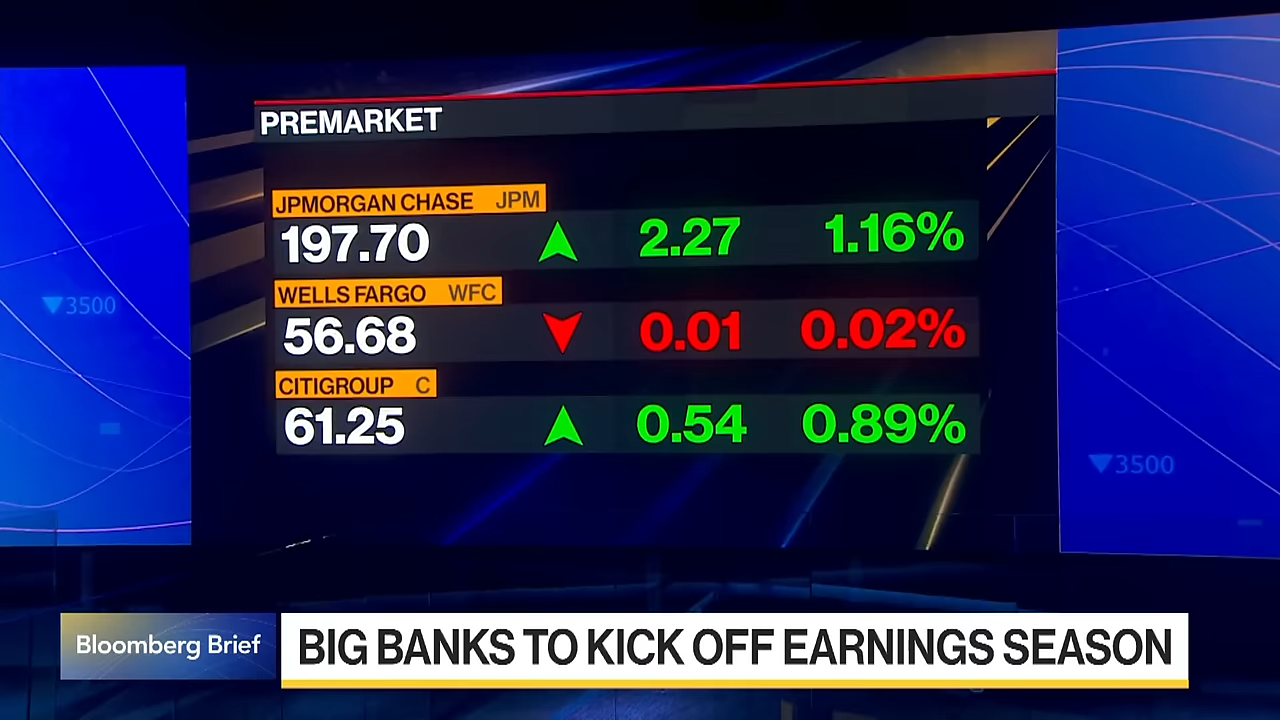 PREMARKET
JPMORGAN CHASE JPM
197.70 ▲ 2.27 1.16%
WELLS FARGO WFC
56.68 ▼ 0.01 0.02%
CITIGROUP C
61.25 ▲ 0.54 0.89%
▼3500
▼3500
Bloomberg Brief
BIG BANKS TO KICK OFF EARNINGS SEASON